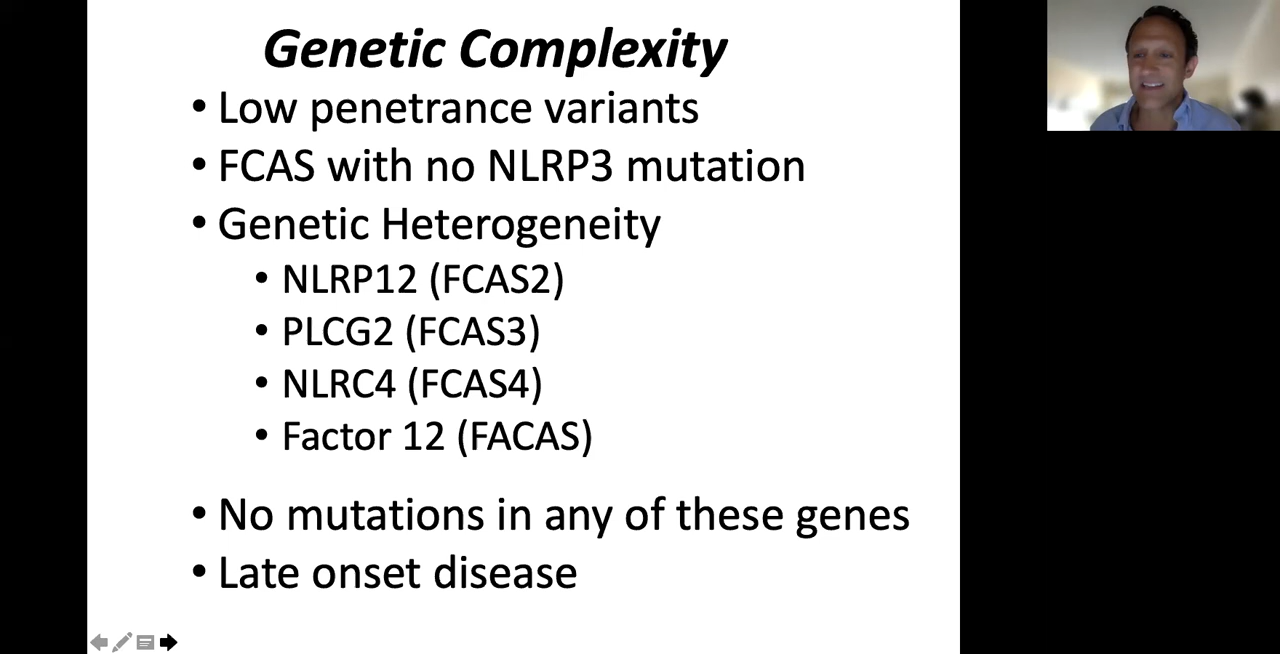 Genetic Complexity
• Low penetrance variants
• FCAS with no NLRP3 mutation
• Genetic Heterogeneity
• NLRP12 (FCAS2)
• PLCG2 (FCAS3)
• NLRC4 (FCAS4)
• Factor 12 (FACAS)
• No mutations in any of these genes
• Late onset disease